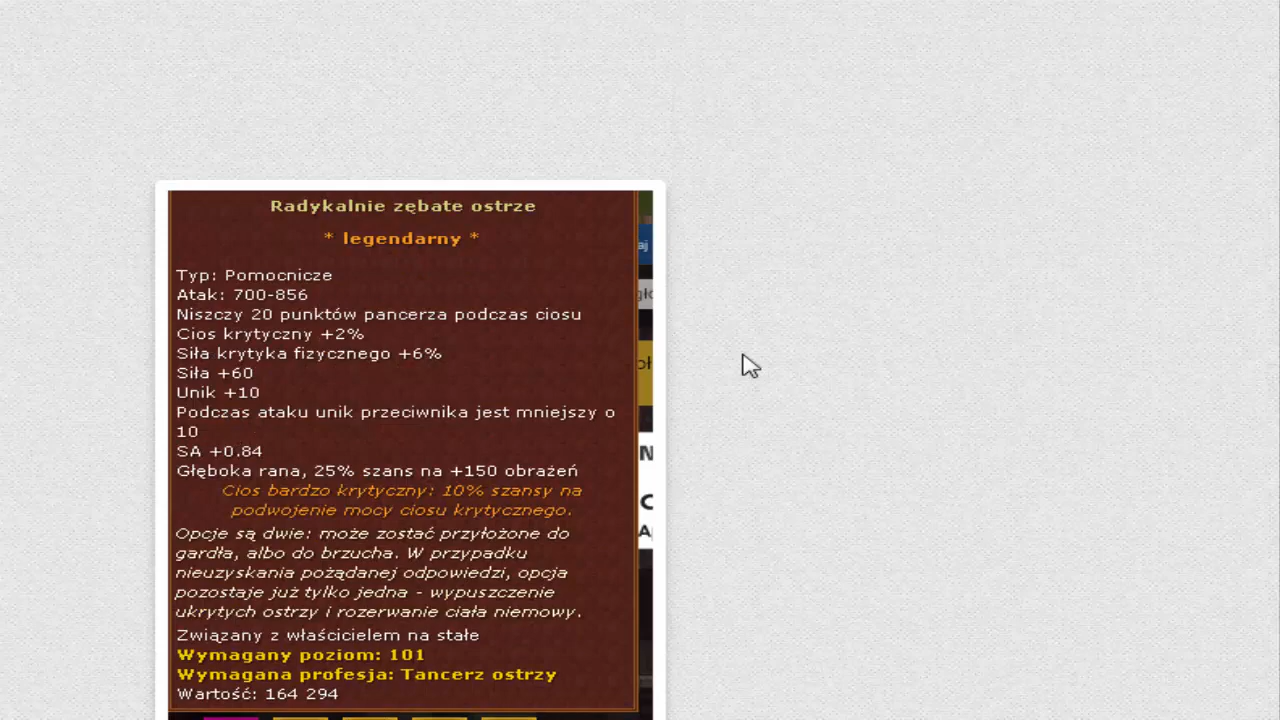 Radykalnie zębate ostrze
* legendarny *
Typ: Pomocnicze
Atak: 700-856
Niszczy 20 punktów pancerza podczas ciosu
Cios krytyczny +2%
Siła krytyka fizycznego +6%
Siła +60
Unik +10
Podczas ataku unik przeciwnika jest mniejszy o
10
SA +0.84
Głęboka rana, 25% szans na +150 obrażeń
Cios bardzo krytyczny: 10% szansy na
podwojenie mocy ciosu krytycznego.
Opcje są dwie: może zostać przyłożone do
gardła, albo do brzucha. W przypadku
nieuzyskania pożądanej odpowiedzi, opcja
pozostaje już tylko jedna - wypuszczenie
ukrytych ostrzy i rozerwanie ciała niemowy.
Związany z właścicielem na stałe
Wymagany poziom: 101
Wymagana profesja: Tancerz ostrzy
Wartość: 164 294